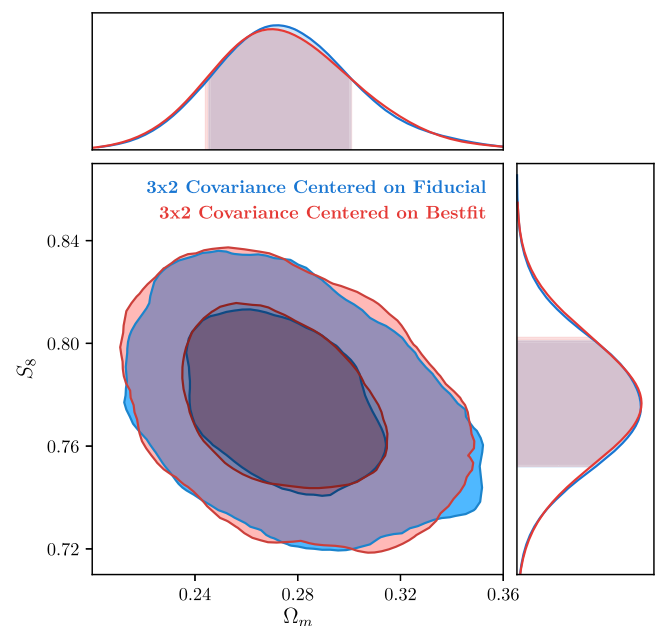 3x2 Covariance Centered on Fiducial
3x2 Covariance Centered on Bestfit
0.84
0.80
S₈
0.76
0.72
0.24
0.28
0.32
0.36
Ωₘ